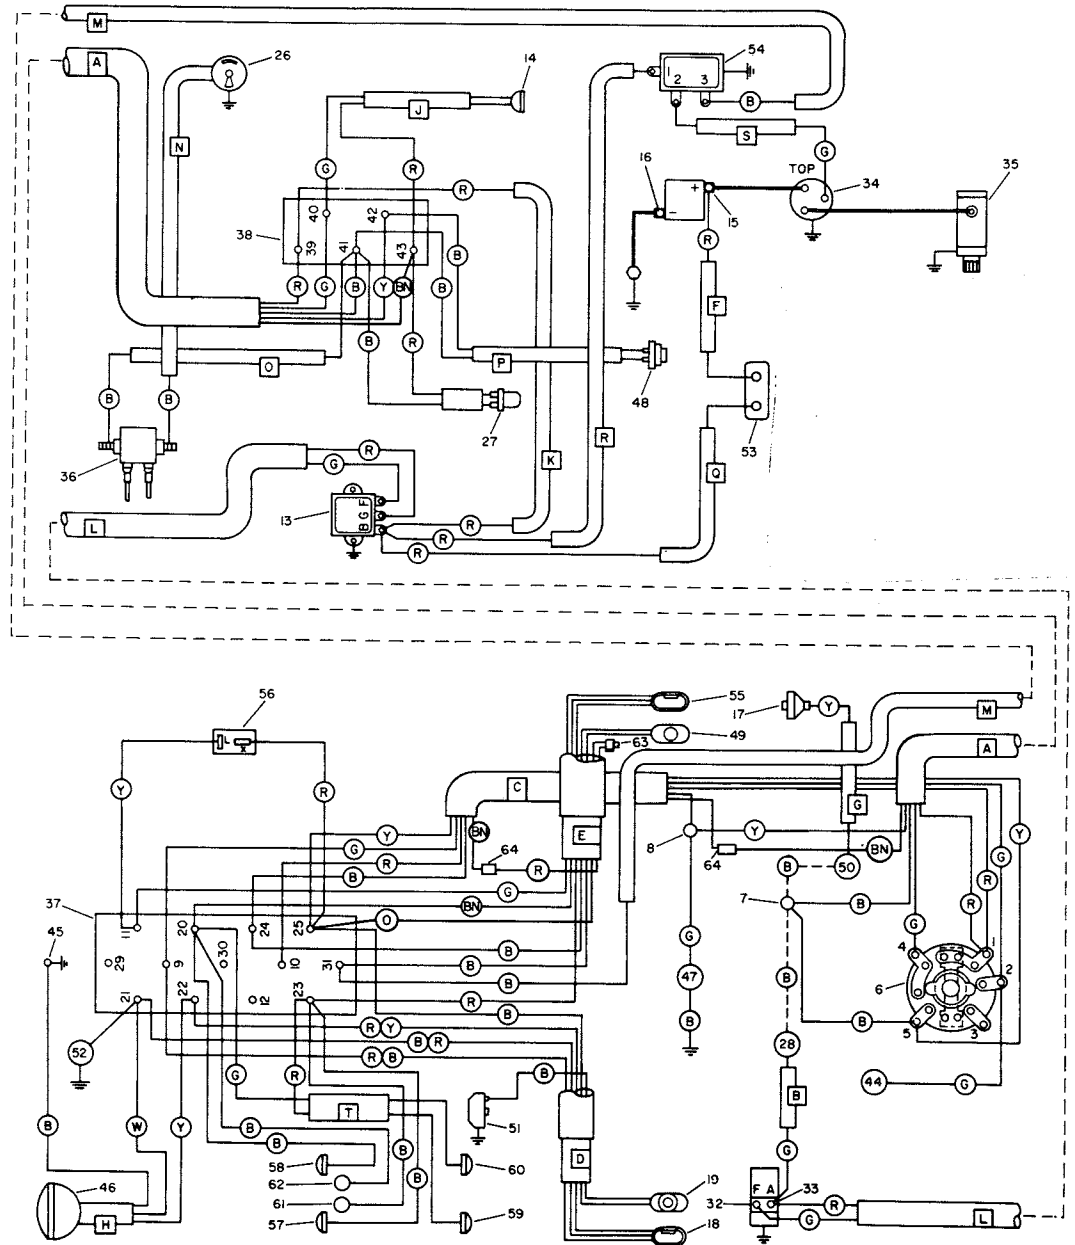 M
A
26
14
54
1
2
3
B
J
S
N
G
TOP
16
+
-
15
34
35
G
R
R
40
42
38
39
41
43
B
R
R
G
B
Y
BN
B
F
O
B
R
P
48
53
B
B
27
36
R
G
K
R
Q
L
13
F
G
B
R
R
R
56
L
X
55
17
Y
M
49
63
A
Y
R
C
G
Y
BN
E
8
Y
G
64
R
64
BN
R
B
R
B
50
G
7
B
G
R
R
37
BN
O
45
11
20
24
25
29
9
30
10
31
B
B
G
4
1
2
6
5
3
21
22
12
23
R
B
47
B
B
52
R
Y
B
R
R
B
B
28
44
G
G
R
B
T
51
B
B
W
Y
B
B
B
B
58
60
D
G
46
62
19
F
A
33
H
61
57
59
32
R
G
L
18